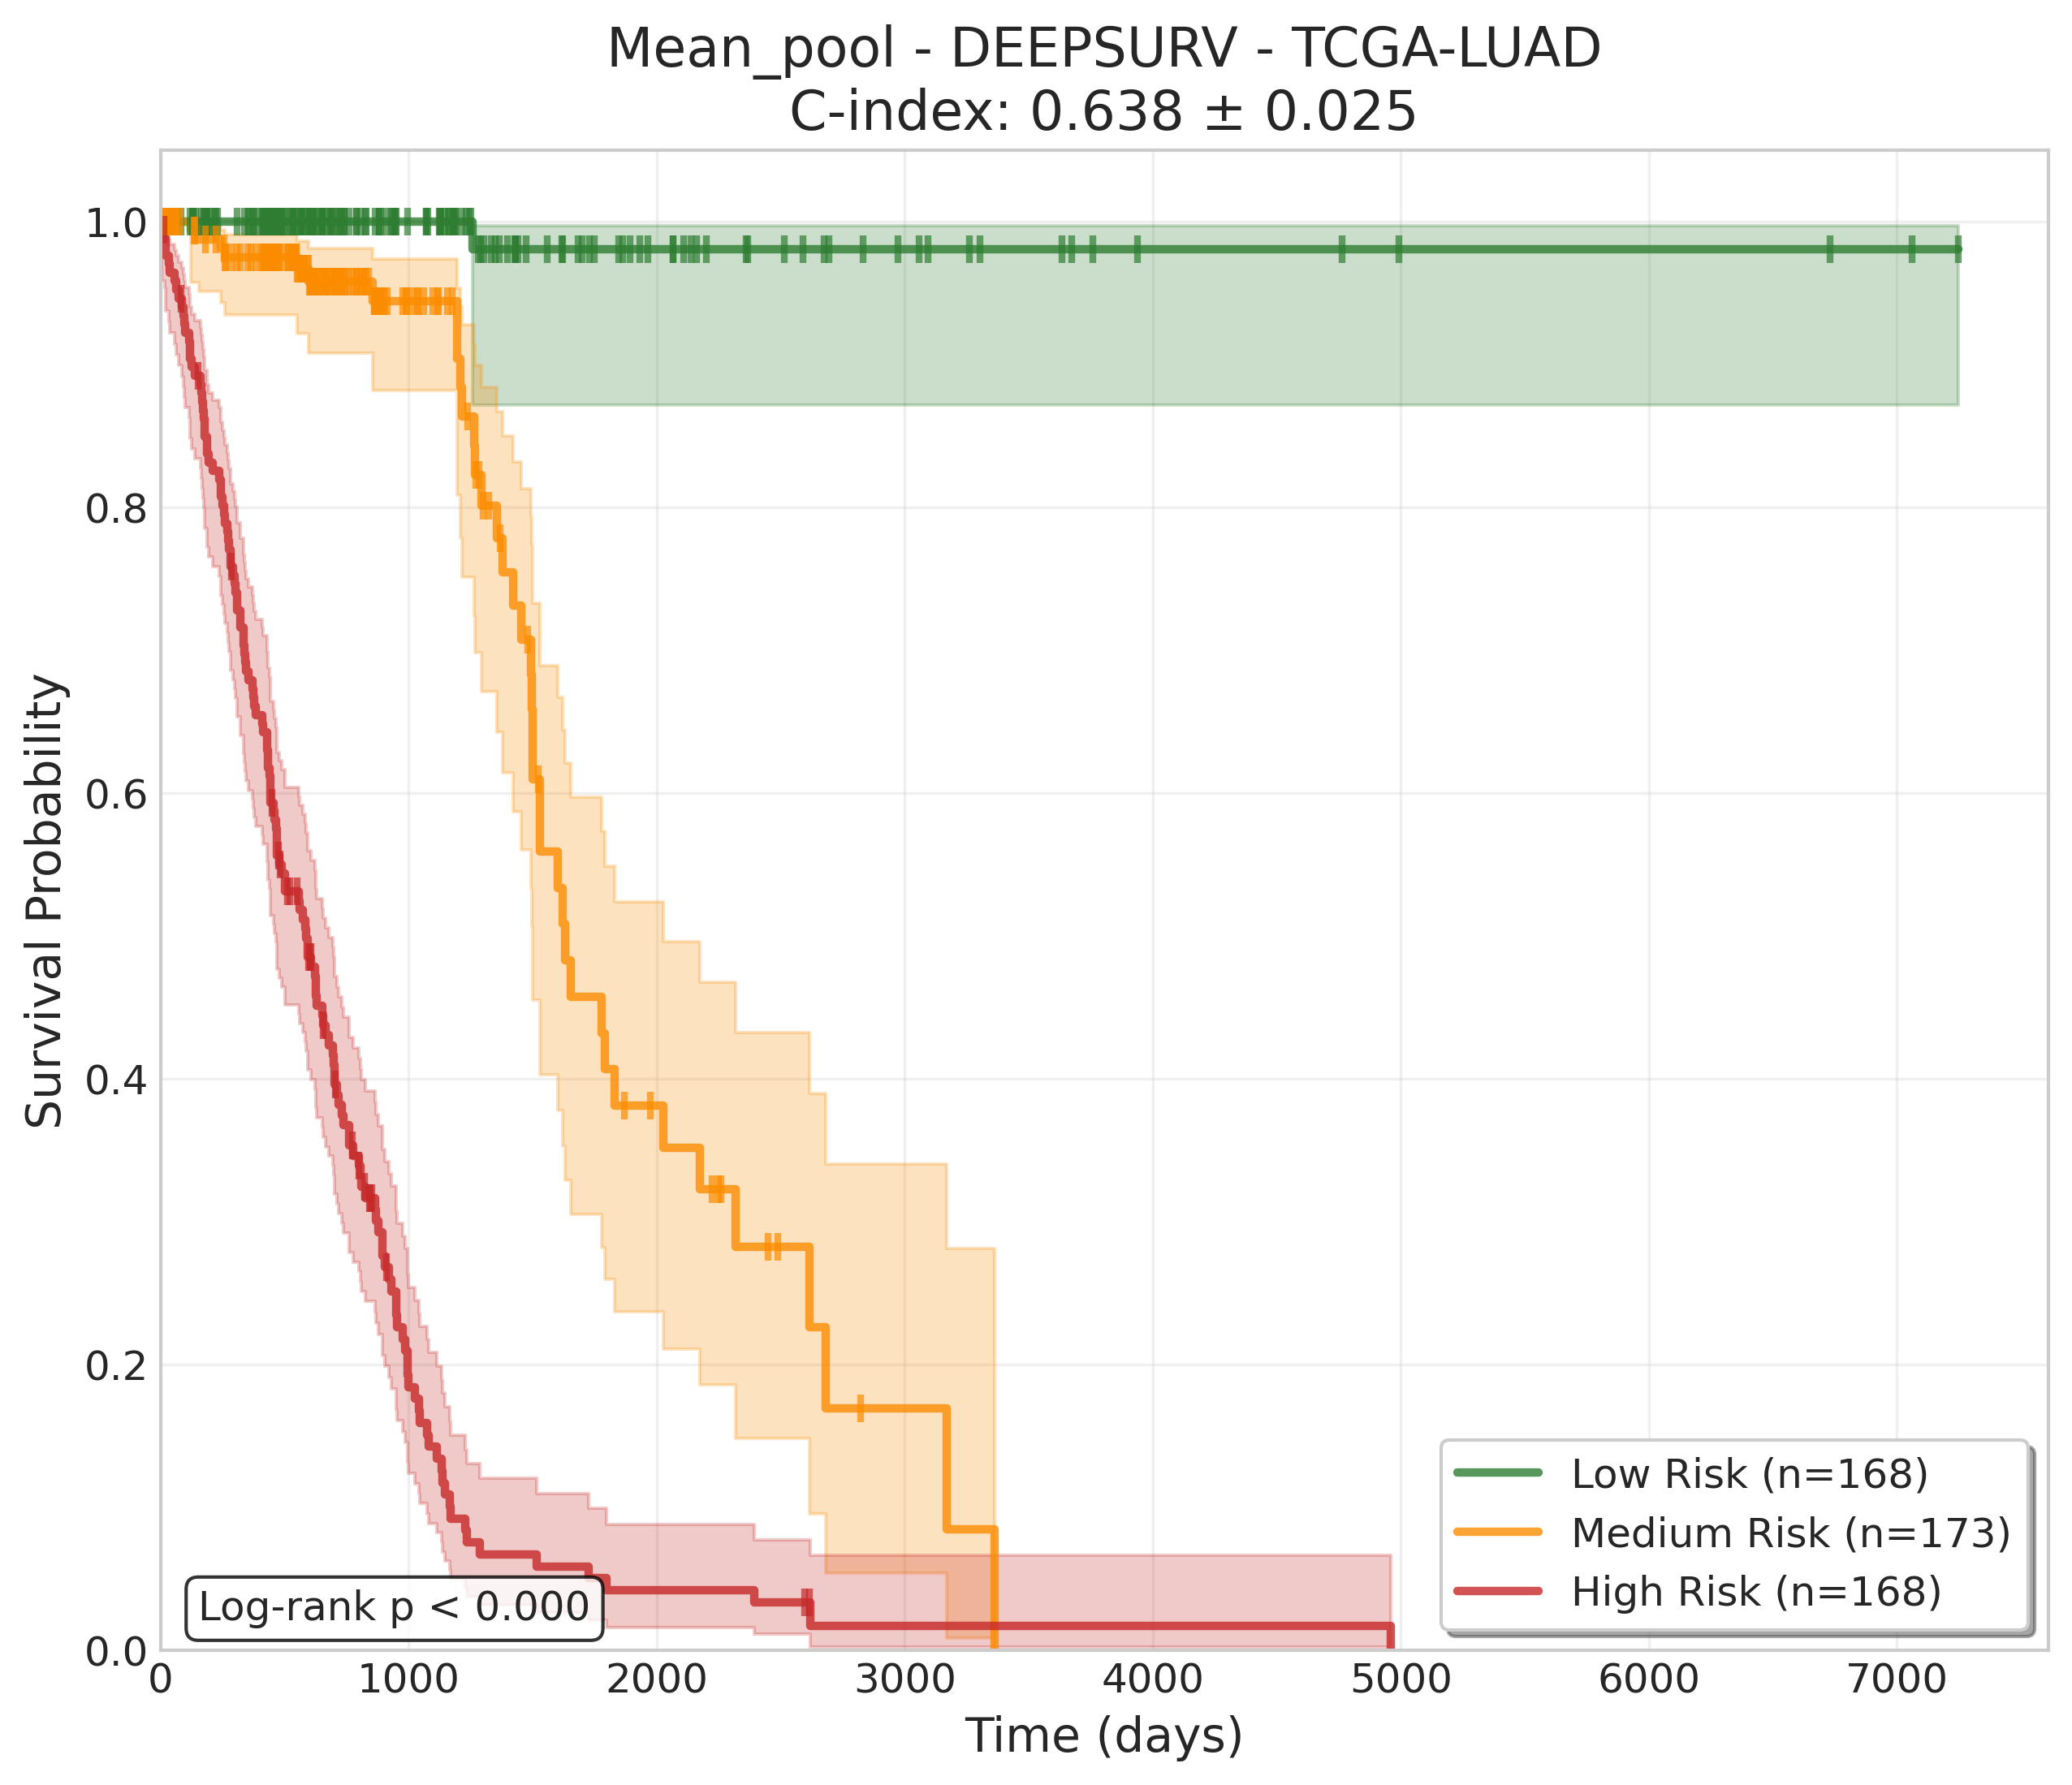 Mean_pool - DEEPSURV - TCGA-LUAD
C-index: 0.638 ± 0.025
Survival Probability
1.0
0.8
0.6
0.4
0.2
0.0
Low Risk (n=168)
Medium Risk (n=173)
High Risk (n=168)
Log-rank p < 0.000
0 1000 2000 3000 4000 5000 6000 7000
Time (days)